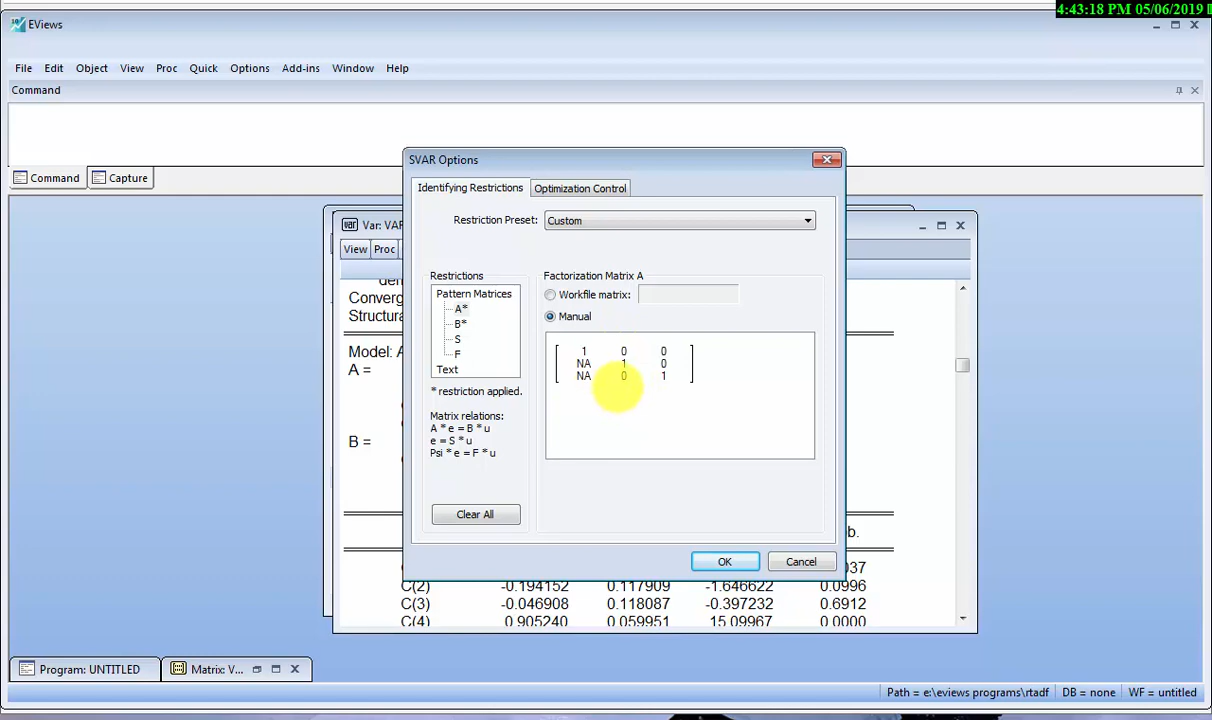 4:43:18 PM 05/06/2019
EViews
File Edit Object View Proc Quick Options Add-ins Window Help
Command
Command Capture
SVAR Options
Identifying Restrictions Optimization Control
Restriction Preset: Custom
Var: VAR
View Proc
Restrictions
Pattern Matrices
A*
B*
S
F
Text
* restriction applied.
Matrix relations:
A * e = B * u
e = S * u
Psi * e = F * u
Clear All
Factorization Matrix A
Workfile matrix:
Manual
1 0 0
NA 1 0
NA 0 1
OK Cancel
Converg
Structura
Model: A
A =
B =
b.
037
C(2) -0.194152 0.117909 -1.646622 0.0996
C(3) -0.046908 0.118087 -0.397232 0.6912
C(4) 0.905240 0.059951 15.09967 0.0000
Program: UNTITLED Matrix: V...
Path = e:\eviews programs\rtadf DB = none WF = untitled